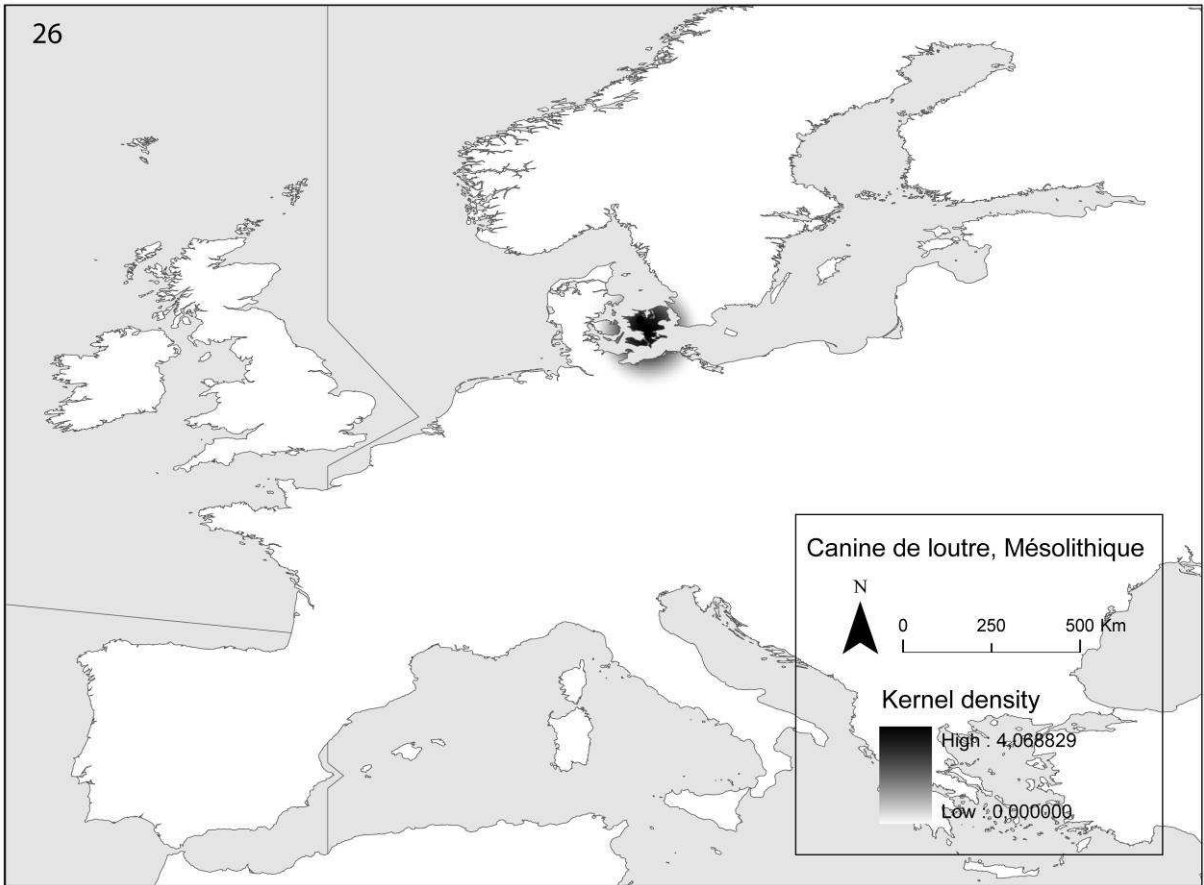 26
Canine de loutre, Mésolithique
N
0 250 500 Km
Kernel density
High : 4,068829
Low : 0,000000